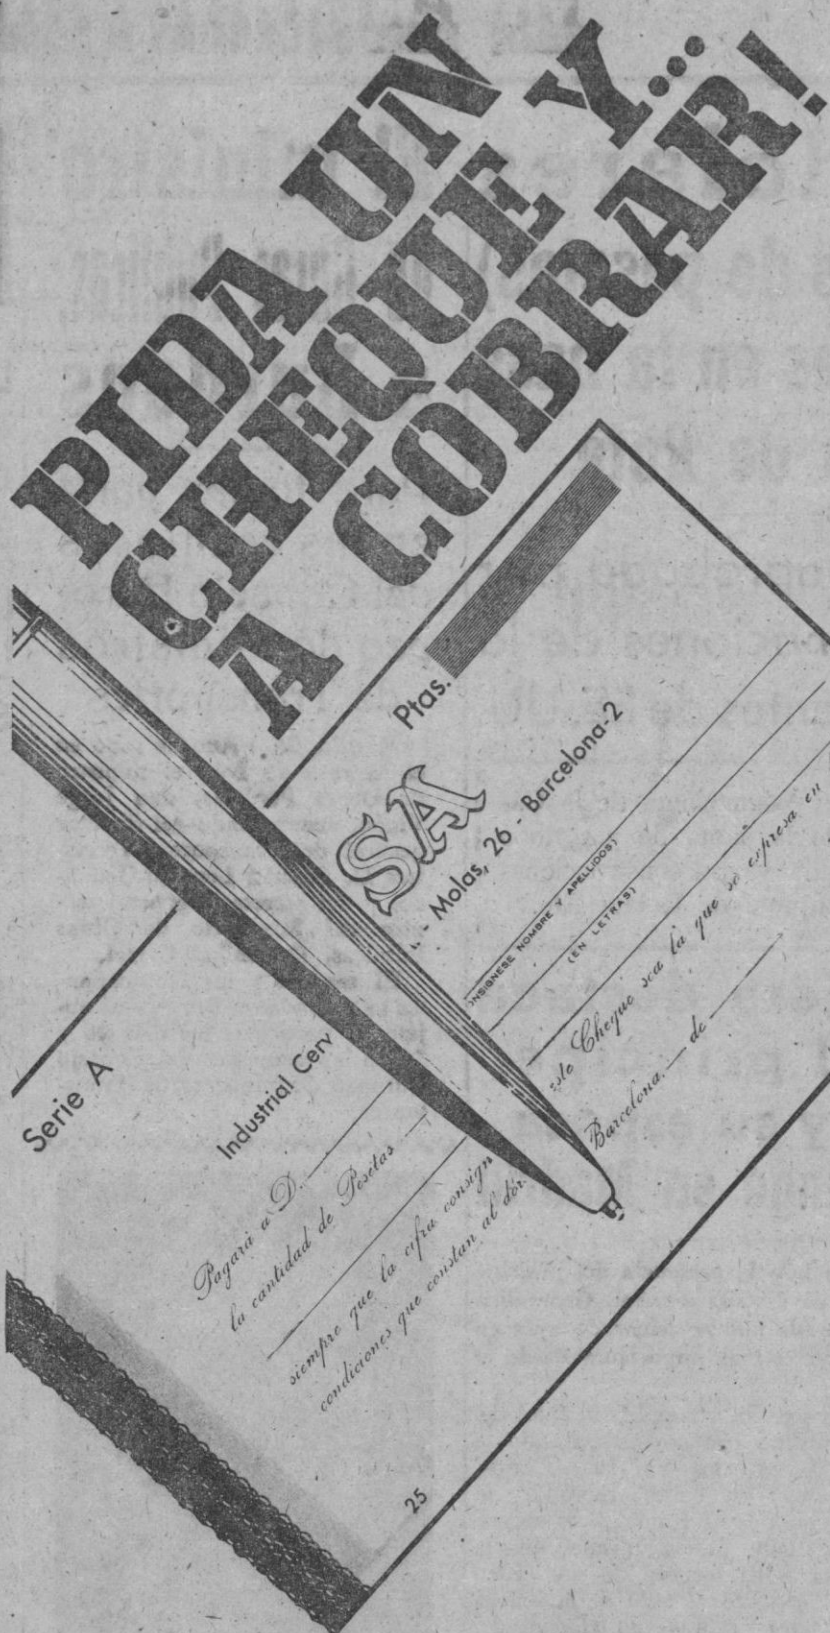 PIDA UN
CHEQUE Y...
A COBRAR!
Ptas.
SA
Molas, 26 - Barcelona-2
Serie A
Industrial Cerv
Pagará a D.
ONSIGNESE NOMBRE Y APELLIDOS)
la cantidad de Pesetas
(EN LETRAS)
siempre que la cifra consign
este Cheque sea la que se expresa en
condiciones que constan al dor
Barcelona, de
25